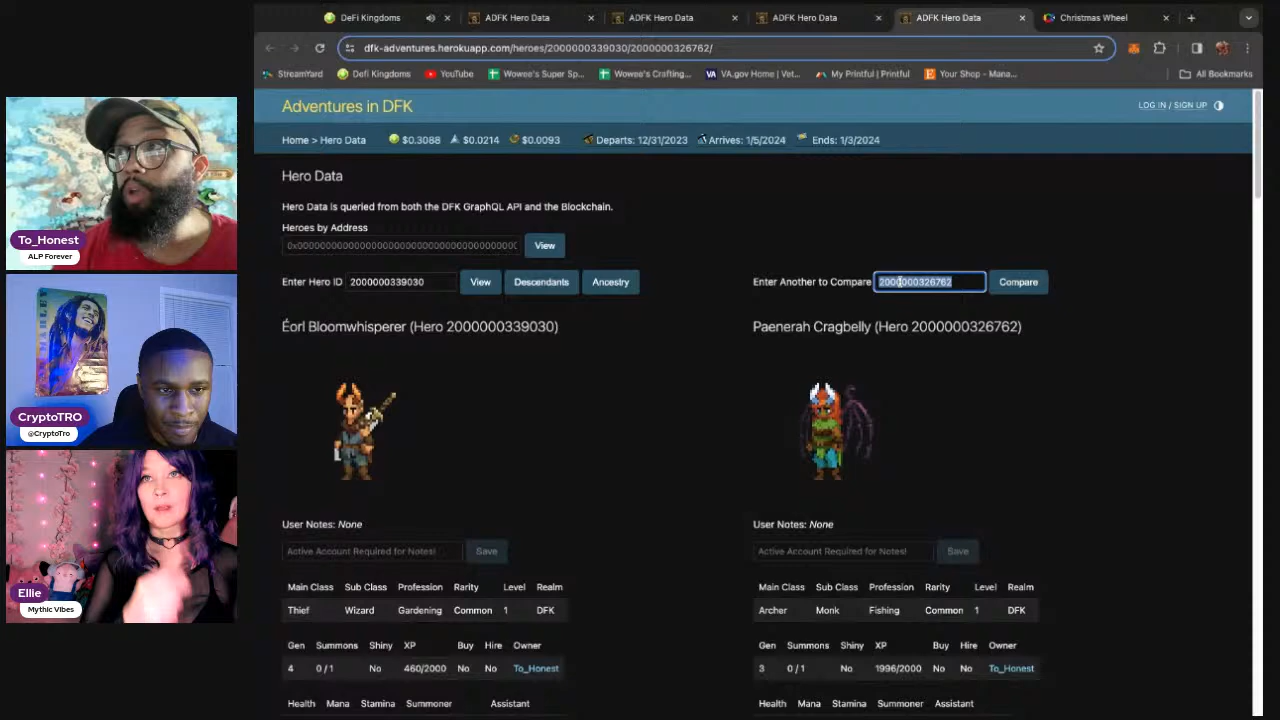 DeFi Kingdoms
ADFK Hero Data
ADFK Hero Data
ADFK Hero Data
ADFK Hero Data
Christmas Wheel
dfk-adventures.herokuapp.com/heroes/2000000339030/2000000326762/
StreamYard
Defi Kingdoms
YouTube
Wowee's Super Sp...
Wowee's Crafting...
VA.gov Home | Vet...
My Printful | Printful
Your Shop - Mana...
All Bookmarks
Adventures in DFK
LOG IN / SIGN UP
Home > Hero Data
$0.3088
$0.0214
$0.0093
Departs: 12/31/2023
Arrives: 1/5/2024
Ends: 1/3/2024
Hero Data
Hero Data is queried from both the DFK GraphQL API and the Blockchain.
Heroes by Address
View
Enter Hero ID 2000000339030 View Descendants Ancestry
Enter Another to Compare 2000000326762 Compare
Éorl Bloomwhisperer (Hero 2000000339030)
Paenerah Cragbelly (Hero 2000000326762)
User Notes: None
User Notes: None
Active Account Required for Notes! Save
Active Account Required for Notes! Save
Main Class Sub Class Profession Rarity Level Realm
Thief Wizard Gardening Common 1 DFK
Gen Summons Shiny XP Buy Hire Owner
4 0/1 No 460/2000 No No To_Honest
Health Mana Stamina Summoner Assistant
Main Class Sub Class Profession Rarity Level Realm
Archer Monk Fishing Common 1 DFK
Gen Summons Shiny XP Buy Hire Owner
3 0/1 No 1996/2000 No No To_Honest
Health Mana Stamina Summoner Assistant
To_Honest
ALP Forever
CryptoTRO
@CryptoTro
Ellie
Mythic Vibes